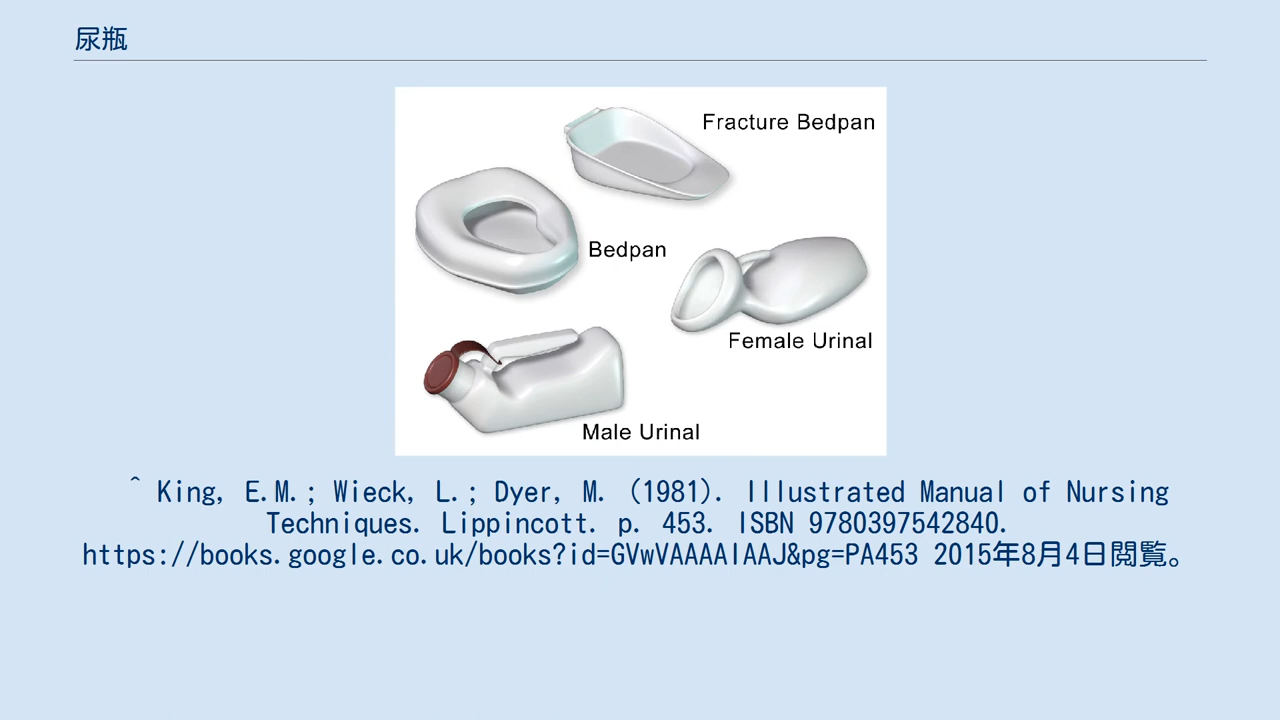 尿瓶
Fracture Bedpan
Bedpan
Female Urinal
Male Urinal
^ King, E.M.; Wieck, L.; Dyer, M. (1981). Illustrated Manual of Nursing
Techniques. Lippincott. p. 453. ISBN 9780397542840.
https://books.google.co.uk/books?id=GVwVAAAAIAAJ&pg=PA453 2015年8月4日閲覧。